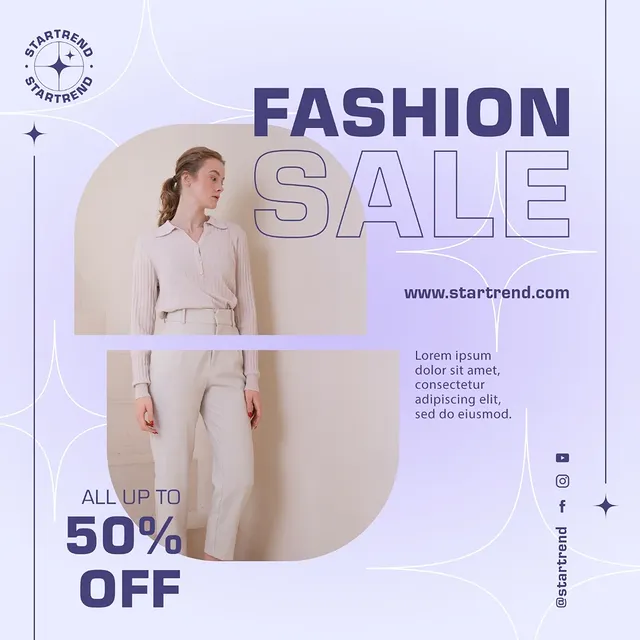 STARTREND
STARTREND
FASHION
SALE
www.startrend.com
Lorem ipsum
dolor sit amet,
consectetur
adipiscing elit,
sed do eiusmod.
ALL UP TO
50%
OFF
@startrend